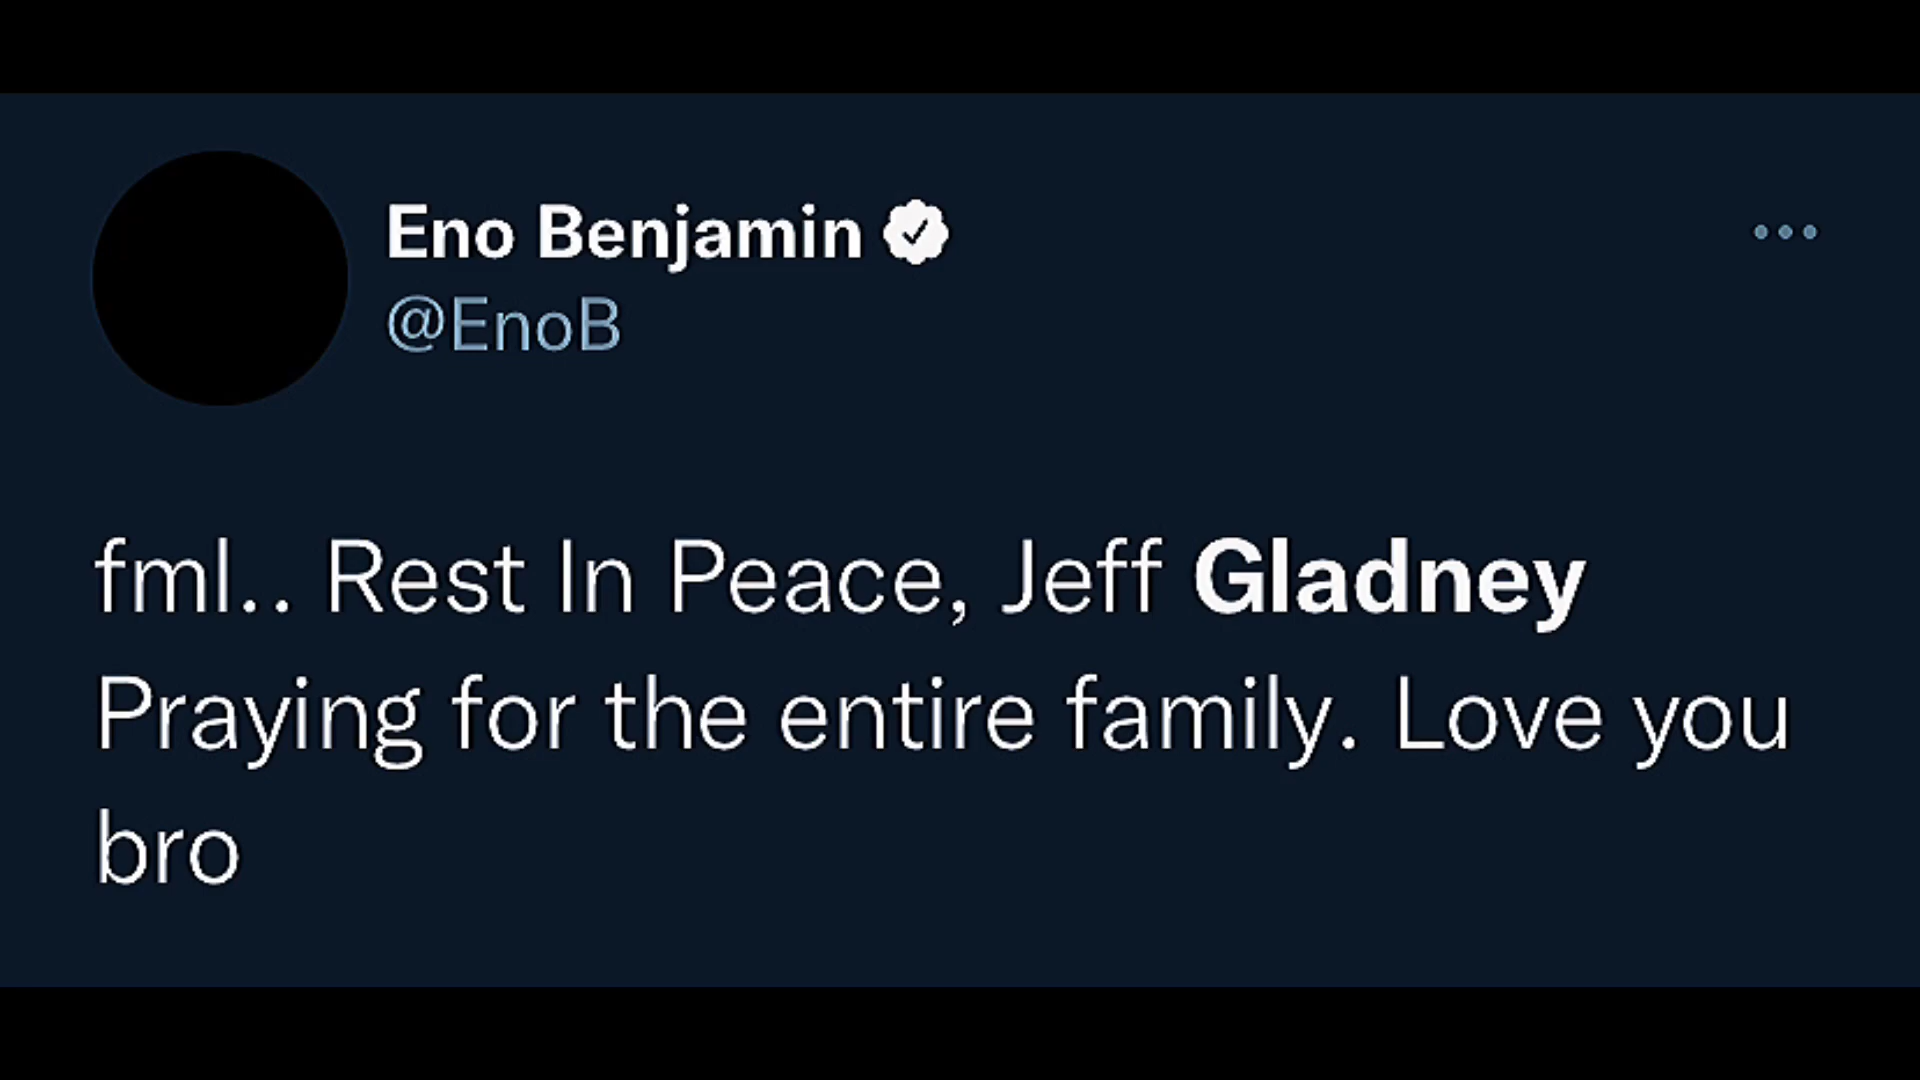 Eno Benjamin
@EnoB
fml.. Rest In Peace, Jeff Gladney
Praying for the entire family. Love you
bro